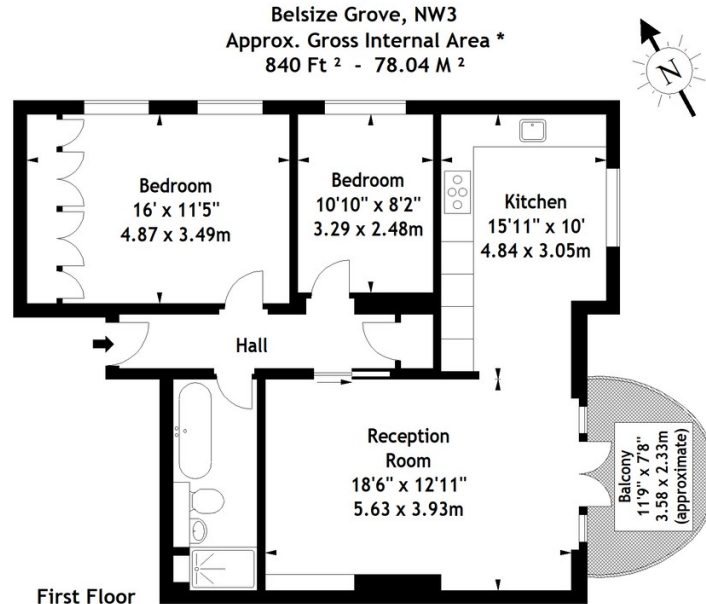 Belsize Grove, NW3
Approx. Gross Internal Area *
840 Ft ² - 78.04 M ²
N
Bedroom
16' x 11'5"
4.87 x 3.49m
Bedroom
10'10" x 8'2"
3.29 x 2.48m
Kitchen
15'11" x 10'
4.84 x 3.05m
Hall
Reception
Room
18'6" x 12'11"
5.63 x 3.93m
Balcony
11'9" x 7'8"
3.58 x 2.33m
(approximate)
First Floor